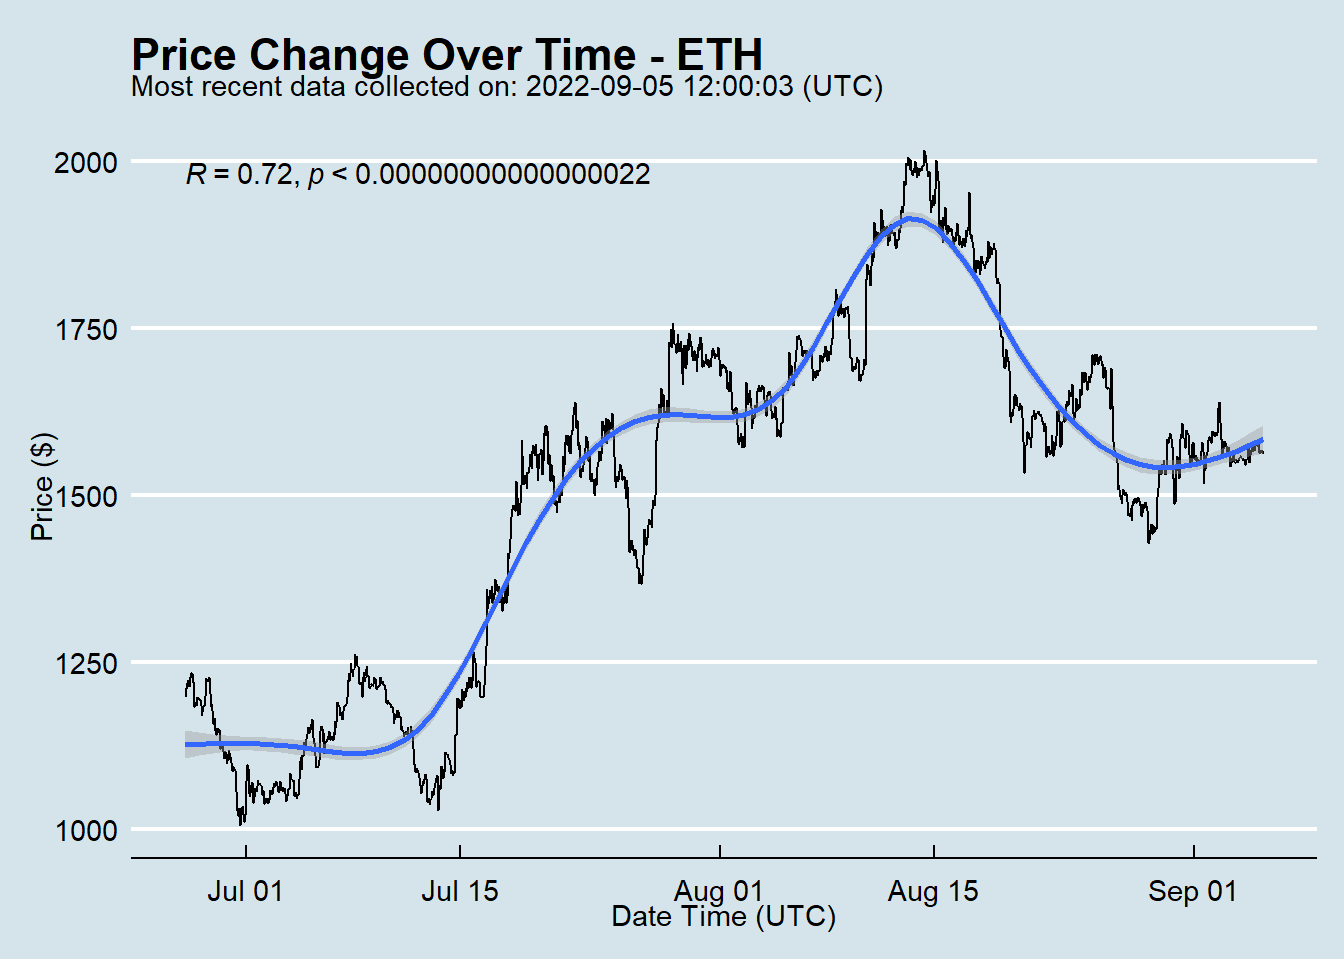 Price Change Over Time - ETH
Most recent data collected on: 2022-09-05 12:00:03 (UTC)
R = 0.72, p < 0.00000000000000022
2000
1750
1500
1250
1000
Price ($)
Jul 01 Jul 15 Aug 01 Aug 15 Sep 01
Date Time (UTC)